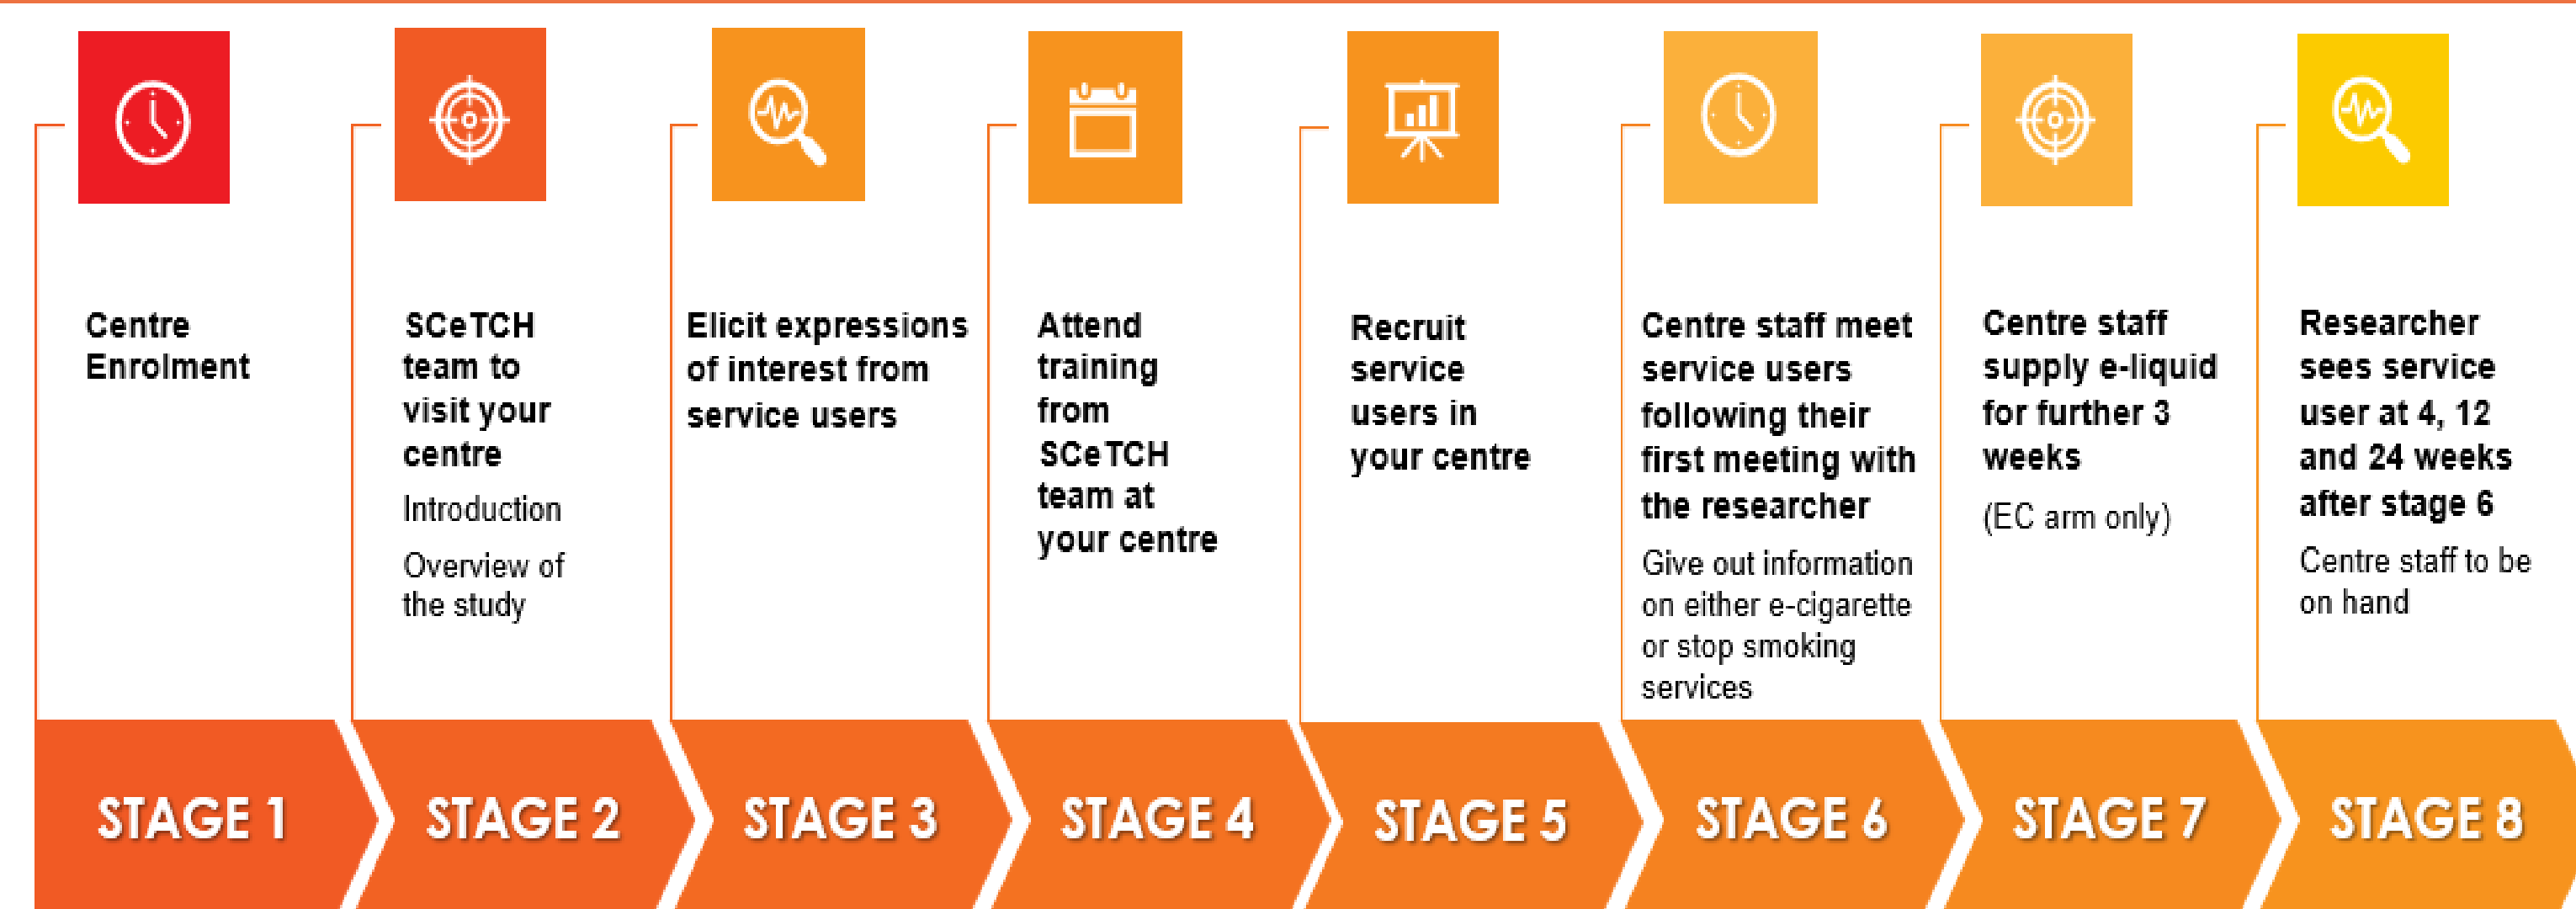 Centre
Enrolment
SCeTCH
team to
visit your
centre
Introduction
Overview of
the study
Elicit expressions
of interest from
service users
Attend
training
from
SCeTCH
team at
your centre
Recruit
service
users in
your centre
Centre staff meet
service users
following their
first meeting with
the researcher
Give out information
on either e-cigarette
or stop smoking
services
Centre staff
supply e-liquid
for further 3
weeks
(EC arm only)
Researcher
sees service
user at 4, 12
and 24 weeks
after stage 6
Centre staff to be
on hand
STAGE 1
STAGE 2
STAGE 3
STAGE 4
STAGE 5
STAGE 6
STAGE 7
STAGE 8